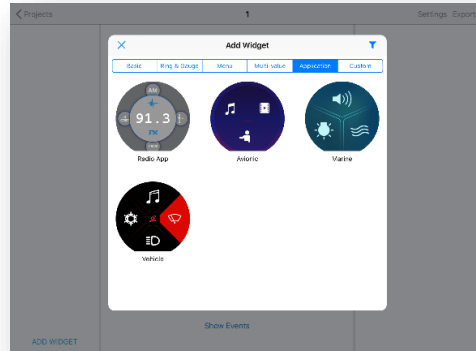 Projects
1
Settings Export
Add Widget
Basic
Ring & Gauge
Menu
Multi-value
Application
Custom
AM
91.3
FM
Radio App
Avionic
Marine
Vehicle
Show Events
ADD WIDGET